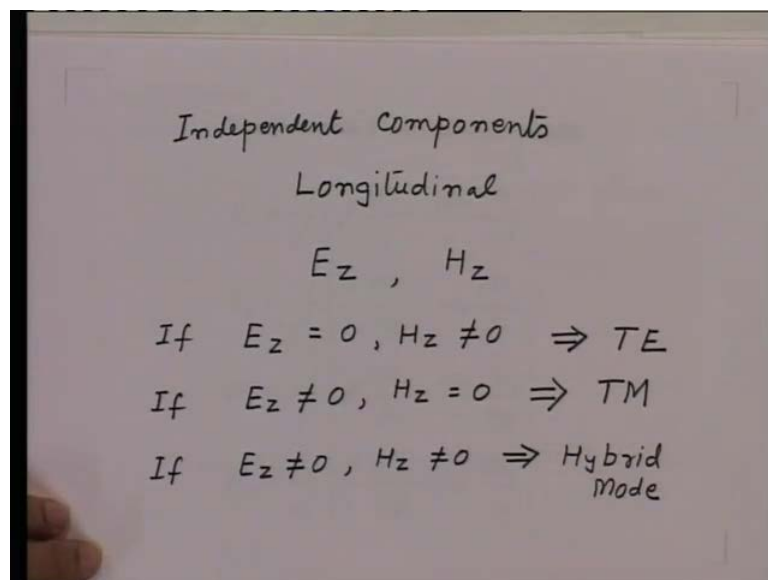 Independent Components
Longitudinal
Ez , Hz
If Ez = 0, Hz ≠ 0 ⇒ TE
If Ez ≠ 0, Hz = 0 ⇒ TM
If Ez ≠ 0, Hz ≠ 0 ⇒ Hybrid
Mode